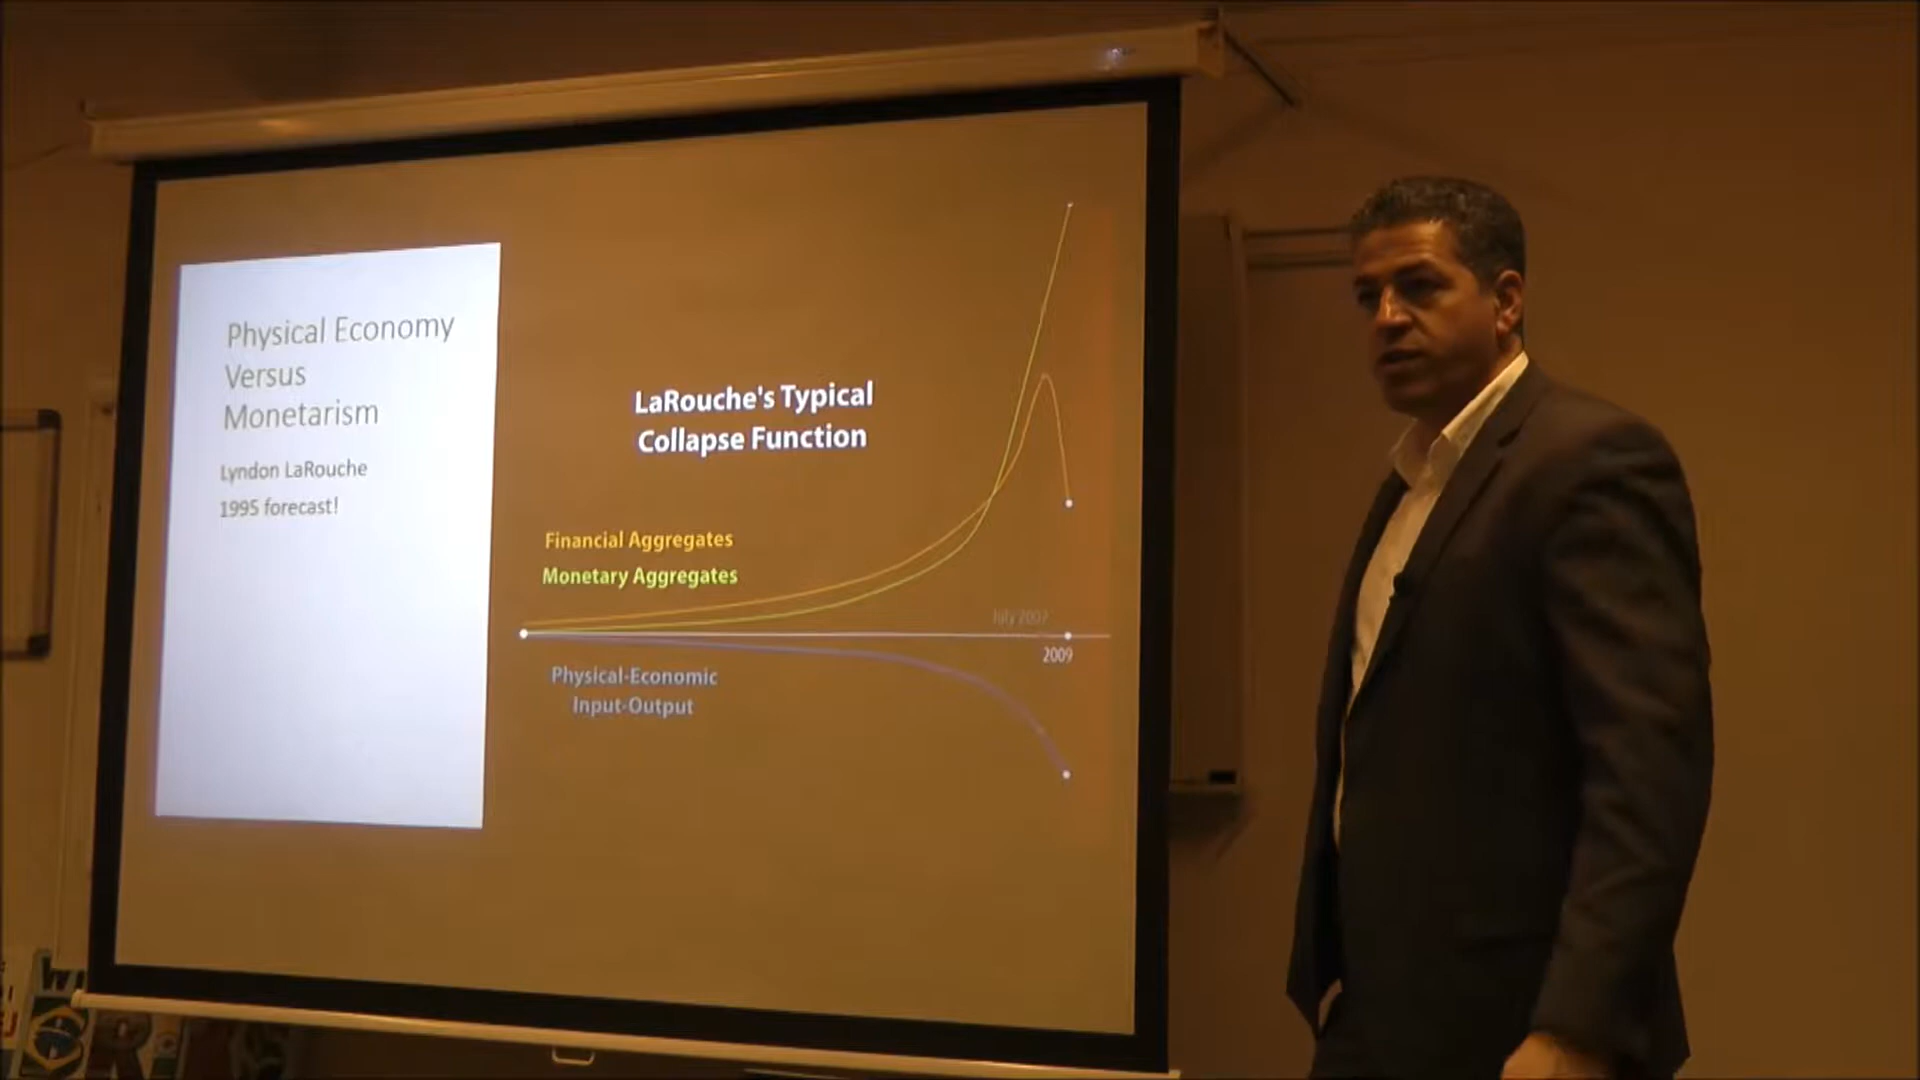 Physical Economy
Versus
Monetarism
Lyndon LaRouche
1995 forecast!
LaRouche's Typical
Collapse Function
Financial Aggregates
Monetary Aggregates
July 2007
2009
Physical-Economic
Input-Output